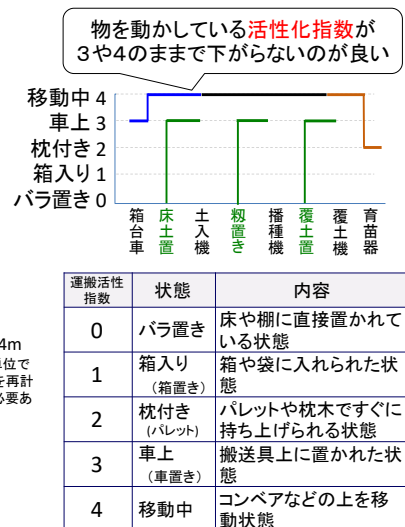 物を動かしている活性化指数が
3や4のままで下がらないのが良い
移動中 4
車上 3
枕付き 2
箱入り 1
バラ置き 0
箱台車
床土置
土入機
籾置き
播種機
覆土置
覆土機
育苗器
4m
位で
を再計
必要あ
運搬活性指数 状態 内容
0 バラ置き 床や棚に直接置かれている状態
1 箱入り（箱置き） 箱や袋に入れられた状態
2 枕付き(パレット) パレットや枕木ですぐに持ち上げられる状態
3 車上（車置き） 搬送具上に置かれた状態
4 移動中 コンベアなどの上を移動状態